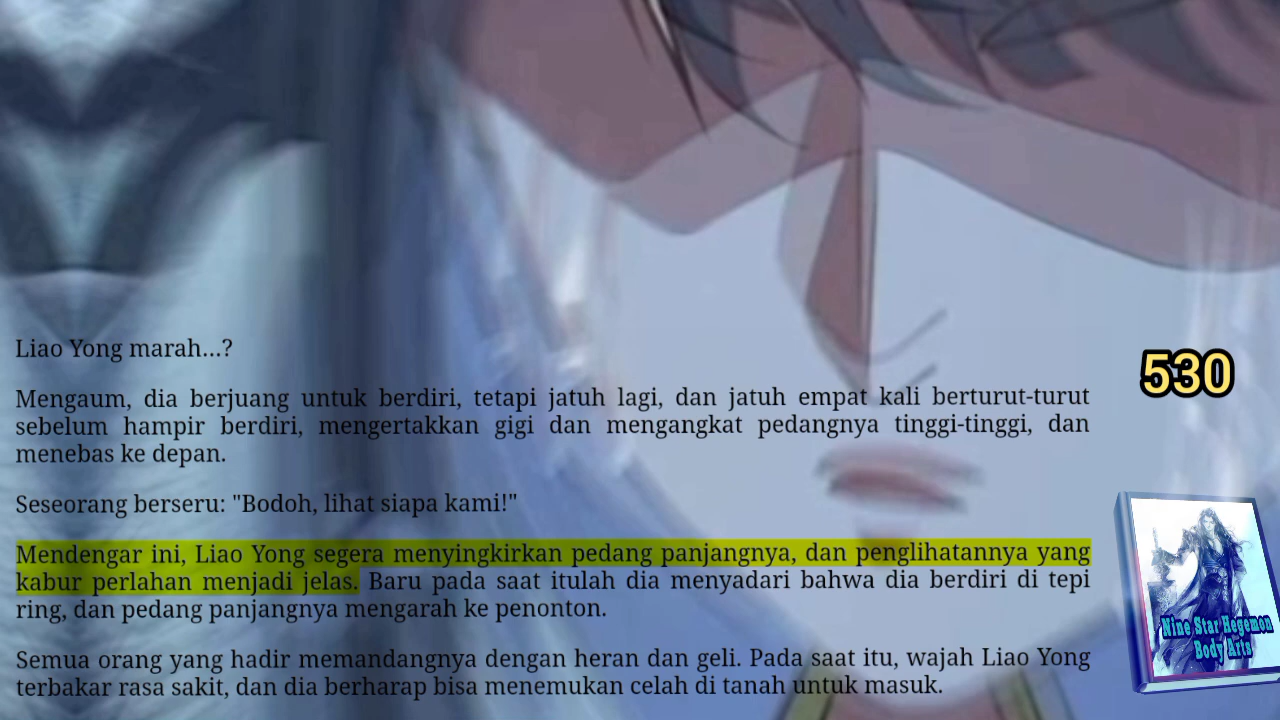 Liao Yong marah...?
Mengaum, dia berjuang untuk berdiri, tetapi jatuh lagi, dan jatuh empat kali berturut-turut
sebelum hampir berdiri, mengertakkan gigi dan mengangkat pedangnya tinggi-tinggi, dan
menebas ke depan.
Seseorang berseru: "Bodoh, lihat siapa kami!"
Mendengar ini, Liao Yong segera menyingkirkan pedang panjangnya, dan penglihatannya yang
kabur perlahan menjadi jelas. Baru pada saat itulah dia menyadari bahwa dia berdiri di tepi
ring, dan pedang panjangnya mengarah ke penonton.
Semua orang yang hadir memandangnya dengan heran dan geli. Pada saat itu, wajah Liao Yong
terbakar rasa sakit, dan dia berharap bisa menemukan celah di tanah untuk masuk.
530
Nine Star Hegemon
Body Arts